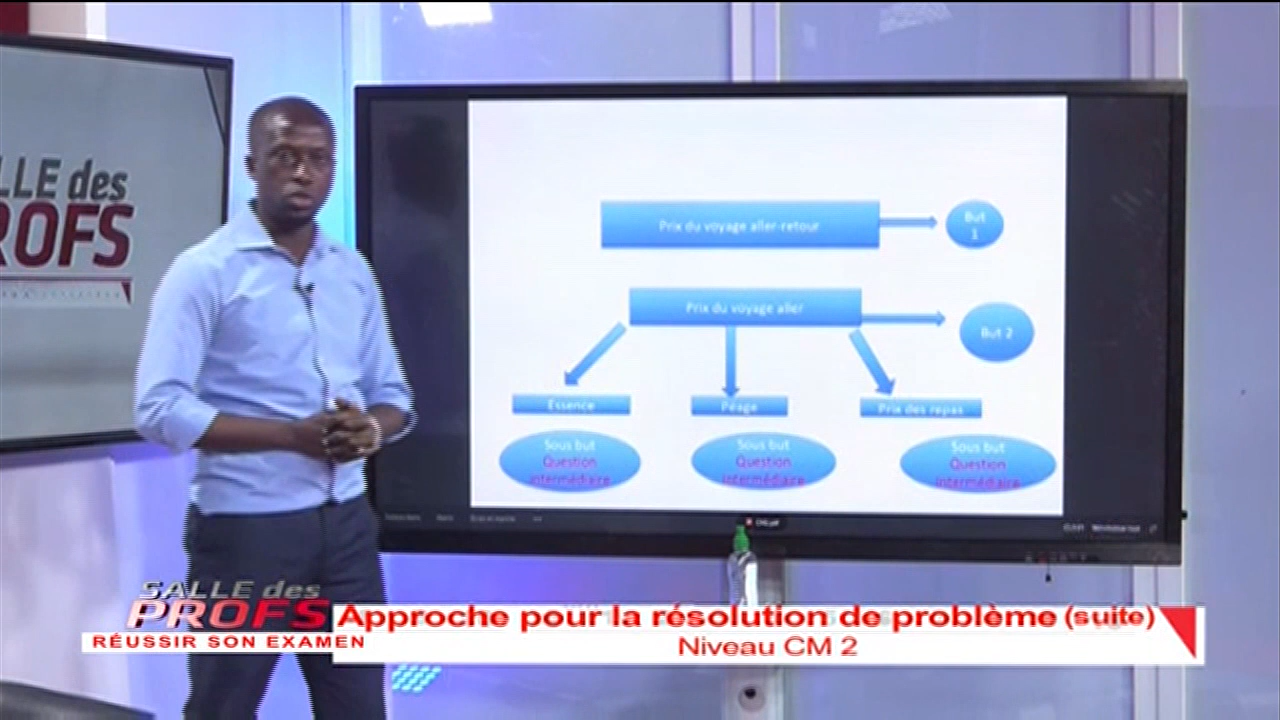 LLE des
ROFS
Prix du voyage aller-retour
But
1
Prix du voyage aller
But 2
Essence
Péage
Prix des repas
Sous but
Question
intermédiaire
Sous but
Question
intermédiaire
Sous but
Question
intermédiaire
SALLE des
PROFS
RÉUSSIR SON EXAMEN
Approche pour la résolution de problème (suite)
Niveau CM 2